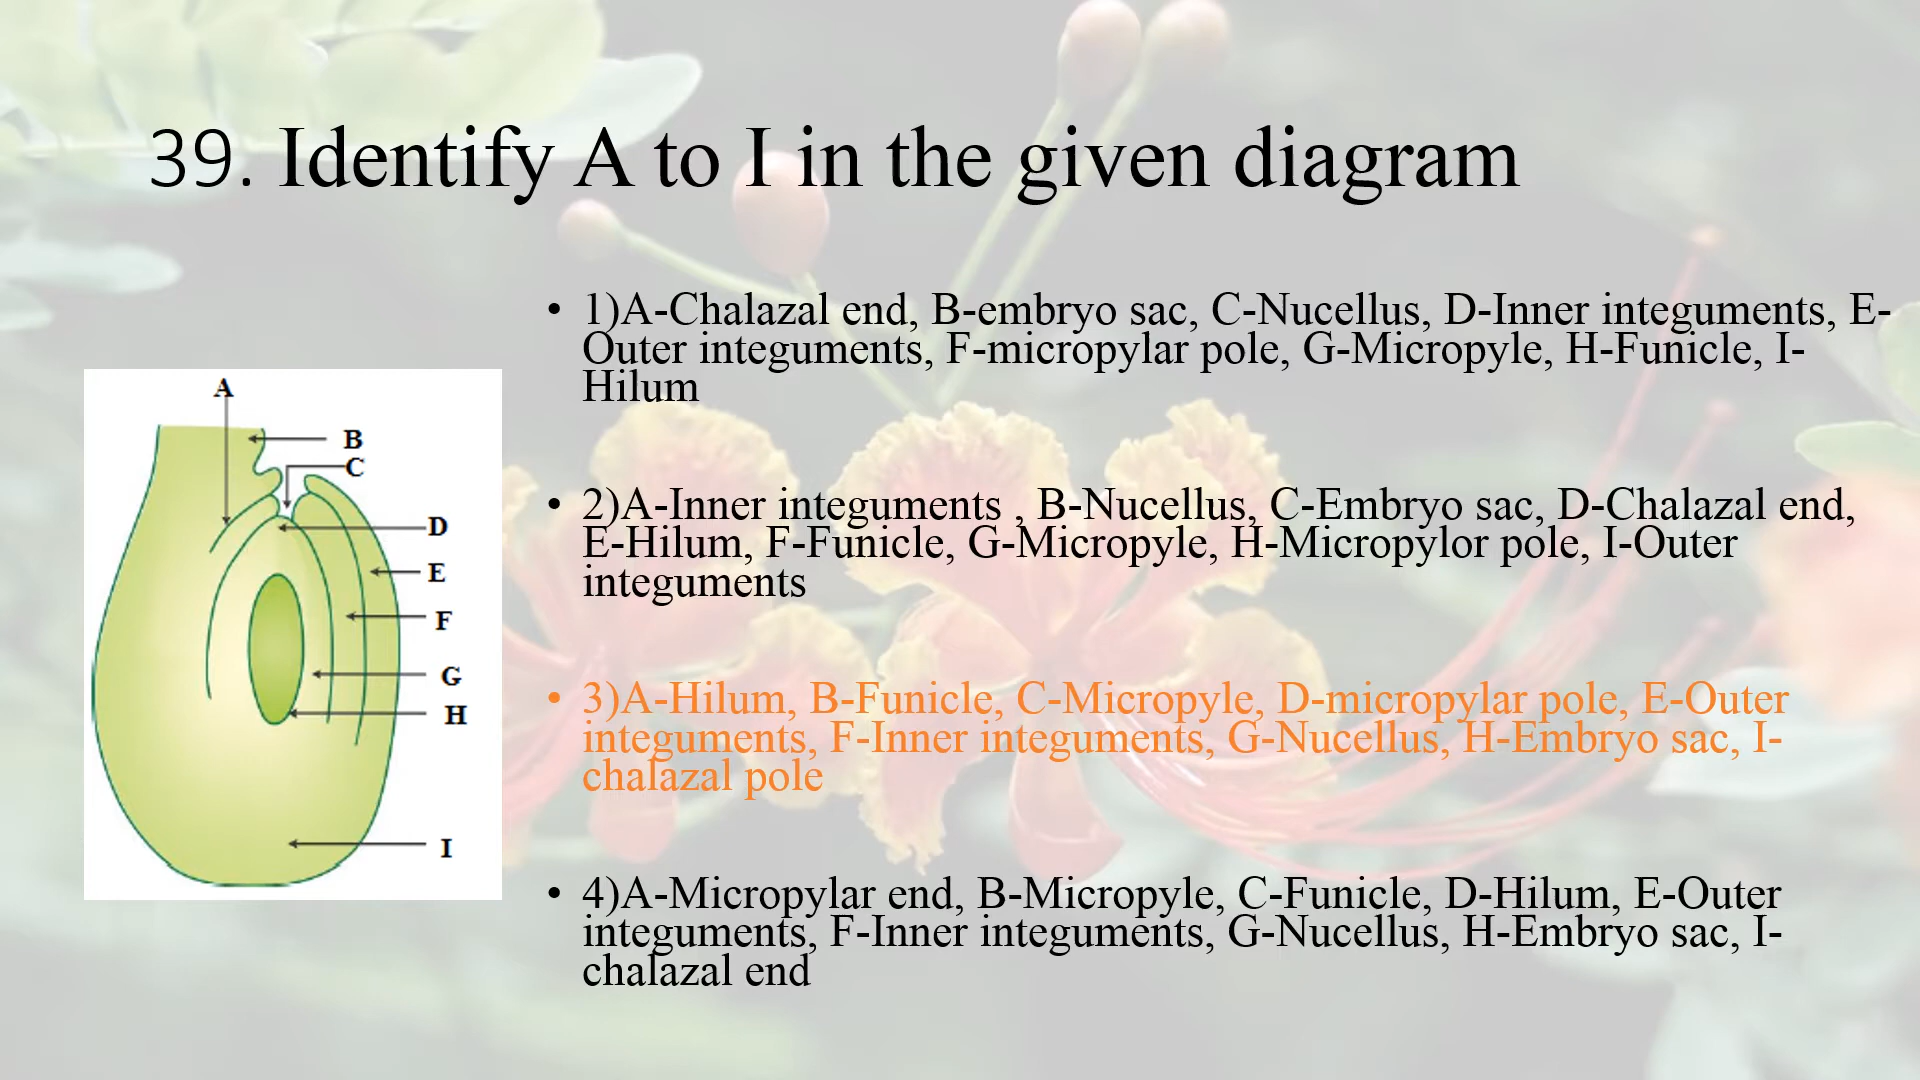 39. Identify A to I in the given diagram
• 1)A-Chalazal end, B-embryo sac, C-Nucellus, D-Inner integuments, E-
Outer integuments, F-micropylar pole, G-Micropyle, H-Funicle, I-
Hilum
• 2)A-Inner integuments , B-Nucellus, C-Embryo sac, D-Chalazal end,
E-Hilum, F-Funicle, G-Micropyle, H-Micropylor pole, I-Outer
integuments
• 3)A-Hilum, B-Funicle, C-Micropyle, D-micropylar pole, E-Outer
integuments, F-Inner integuments, G-Nucellus, H-Embryo sac, I-
chalazal pole
• 4)A-Micropylar end, B-Micropyle, C-Funicle, D-Hilum, E-Outer
integuments, F-Inner integuments, G-Nucellus, H-Embryo sac, I-
chalazal end
A
B
C
D
E
F
G
H
I